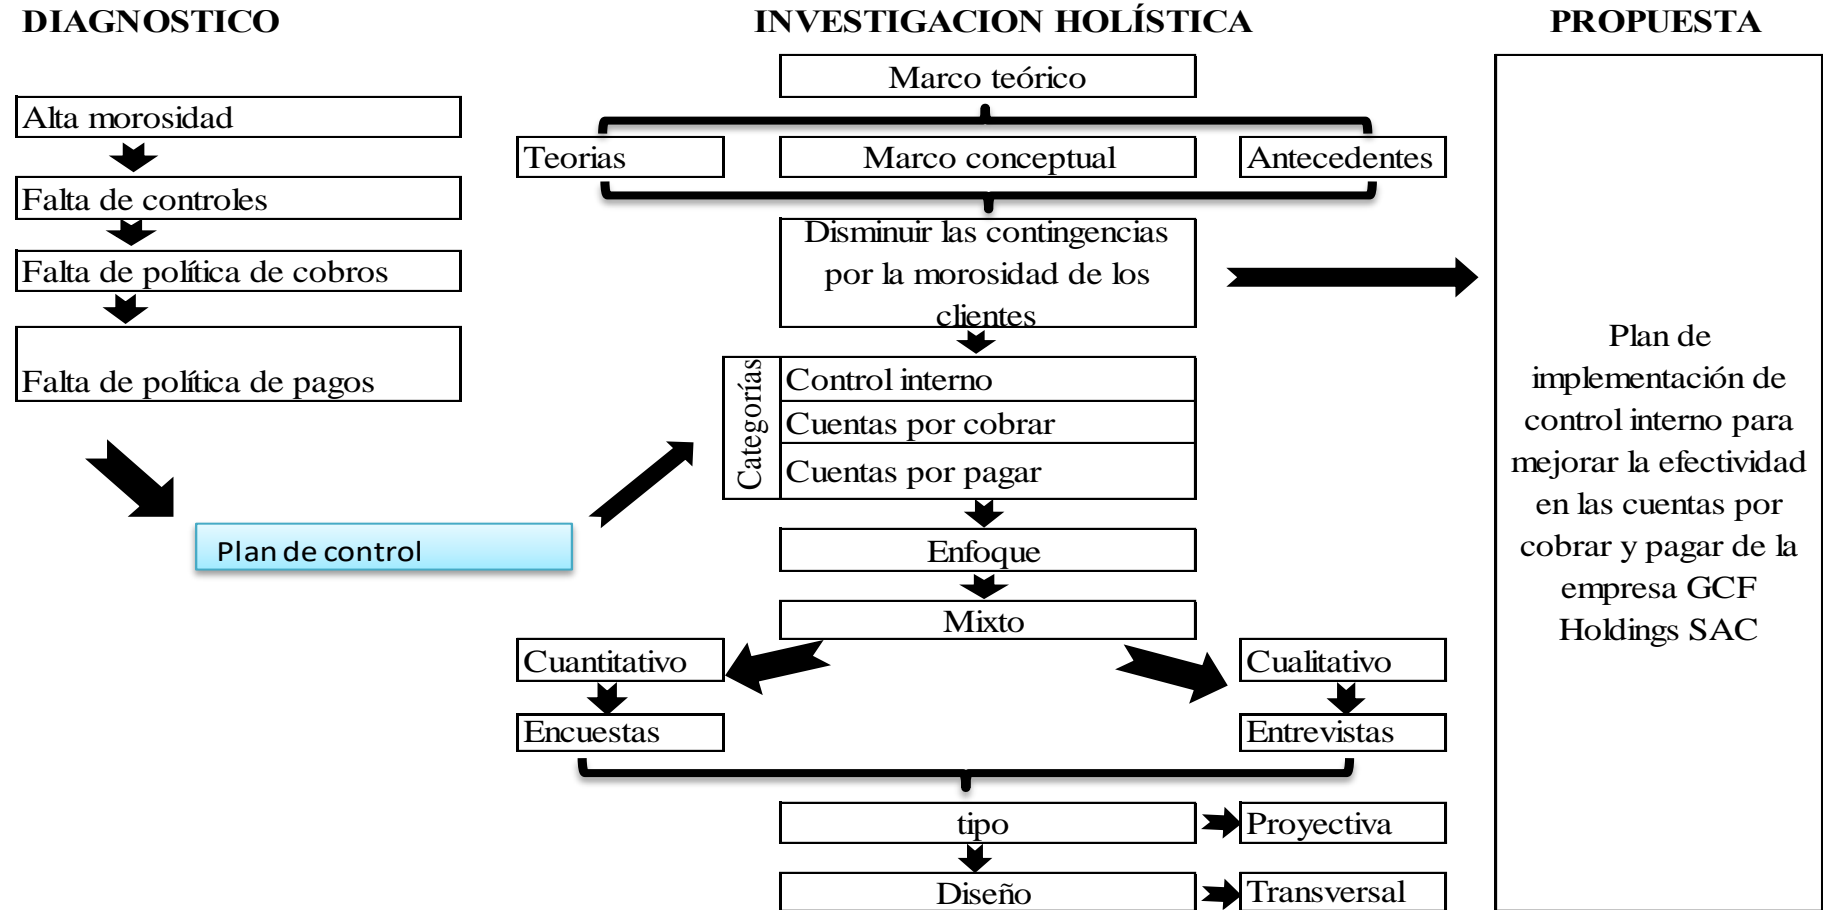 DIAGNOSTICO
INVESTIGACION HOLÍSTICA
PROPUESTA
Alta morosidad
Falta de controles
Falta de política de cobros
Falta de política de pagos
Plan de control
Marco teórico
Teorias
Marco conceptual
Antecedentes
Disminuir las contingencias
por la morosidad de los
clientes
Categorías
Control interno
Cuentas por cobrar
Cuentas por pagar
Enfoque
Mixto
Cuantitativo
Cualitativo
Encuestas
Entrevistas
tipo
Proyectiva
Diseño
Transversal
Plan de
implementación de
control interno para
mejorar la efectividad
en las cuentas por
cobrar y pagar de la
empresa GCF
Holdings SAC